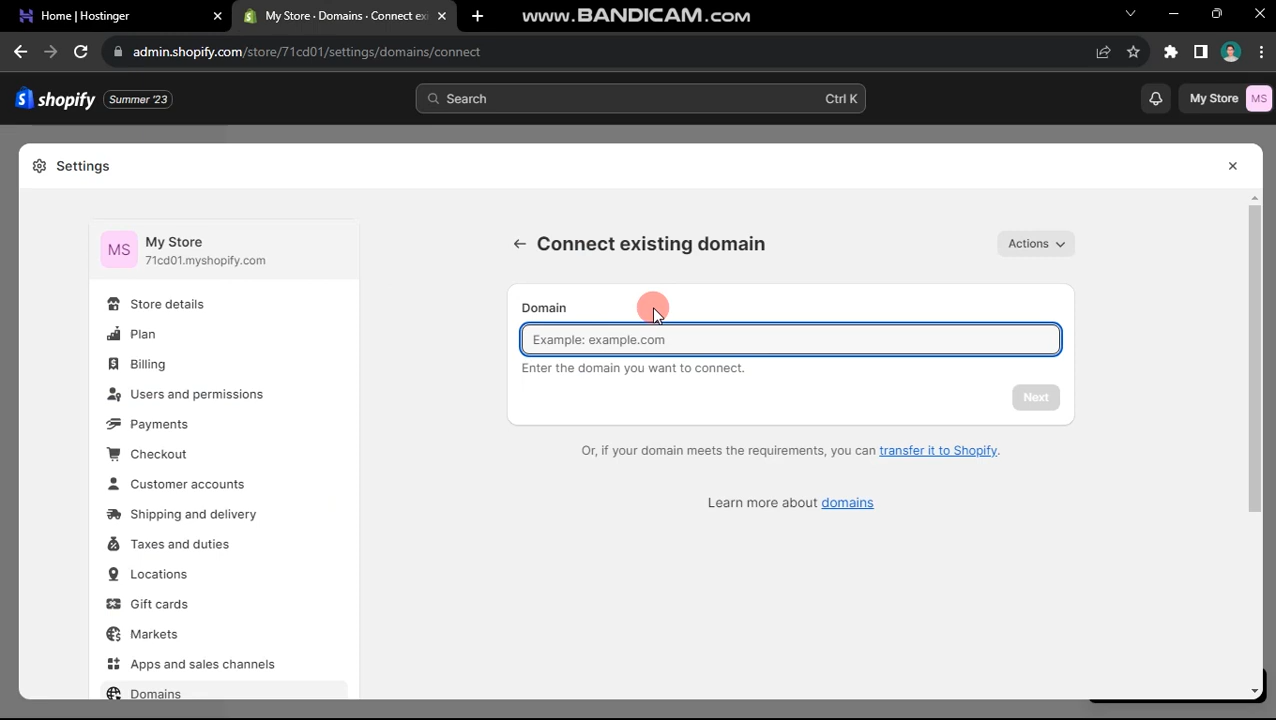 Home | Hostinger
My Store · Domains · Connect exi
www.BANDICAM.com
admin.shopify.com/store/71cd01/settings/domains/connect
shopify
Summer '23
Search
Ctrl K
My Store
MS
Settings
MS
My Store
71cd01.myshopify.com
Store details
Plan
Billing
Users and permissions
Payments
Checkout
Customer accounts
Shipping and delivery
Taxes and duties
Locations
Gift cards
Markets
Apps and sales channels
Domains
Connect existing domain
Actions
Domain
Example: example.com
Enter the domain you want to connect.
Next
Or, if your domain meets the requirements, you can transfer it to Shopify.
Learn more about domains